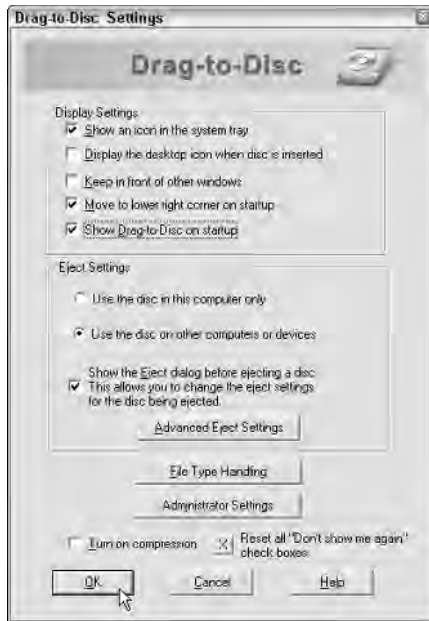 Drag-to-Disc Settings
Drag-to-Disc
Display Settings
Show an icon in the system tray
Display the desktop icon when disc is inserted
Keep in front of other windows
Move to lower right corner on startup
Show Drag-to-Disc on startup
Eject Settings
Use the disc in this computer only
Use the disc on other computers or devices
Show the Eject dialog before ejecting a disc
This allows you to change the eject settings
for the disc being ejected.
Advanced Eject Settings
File Type Handling
Administrator Settings
Turn on compression
X
Reset all "Don't show me again"
check boxes
OK
Cancel
Help